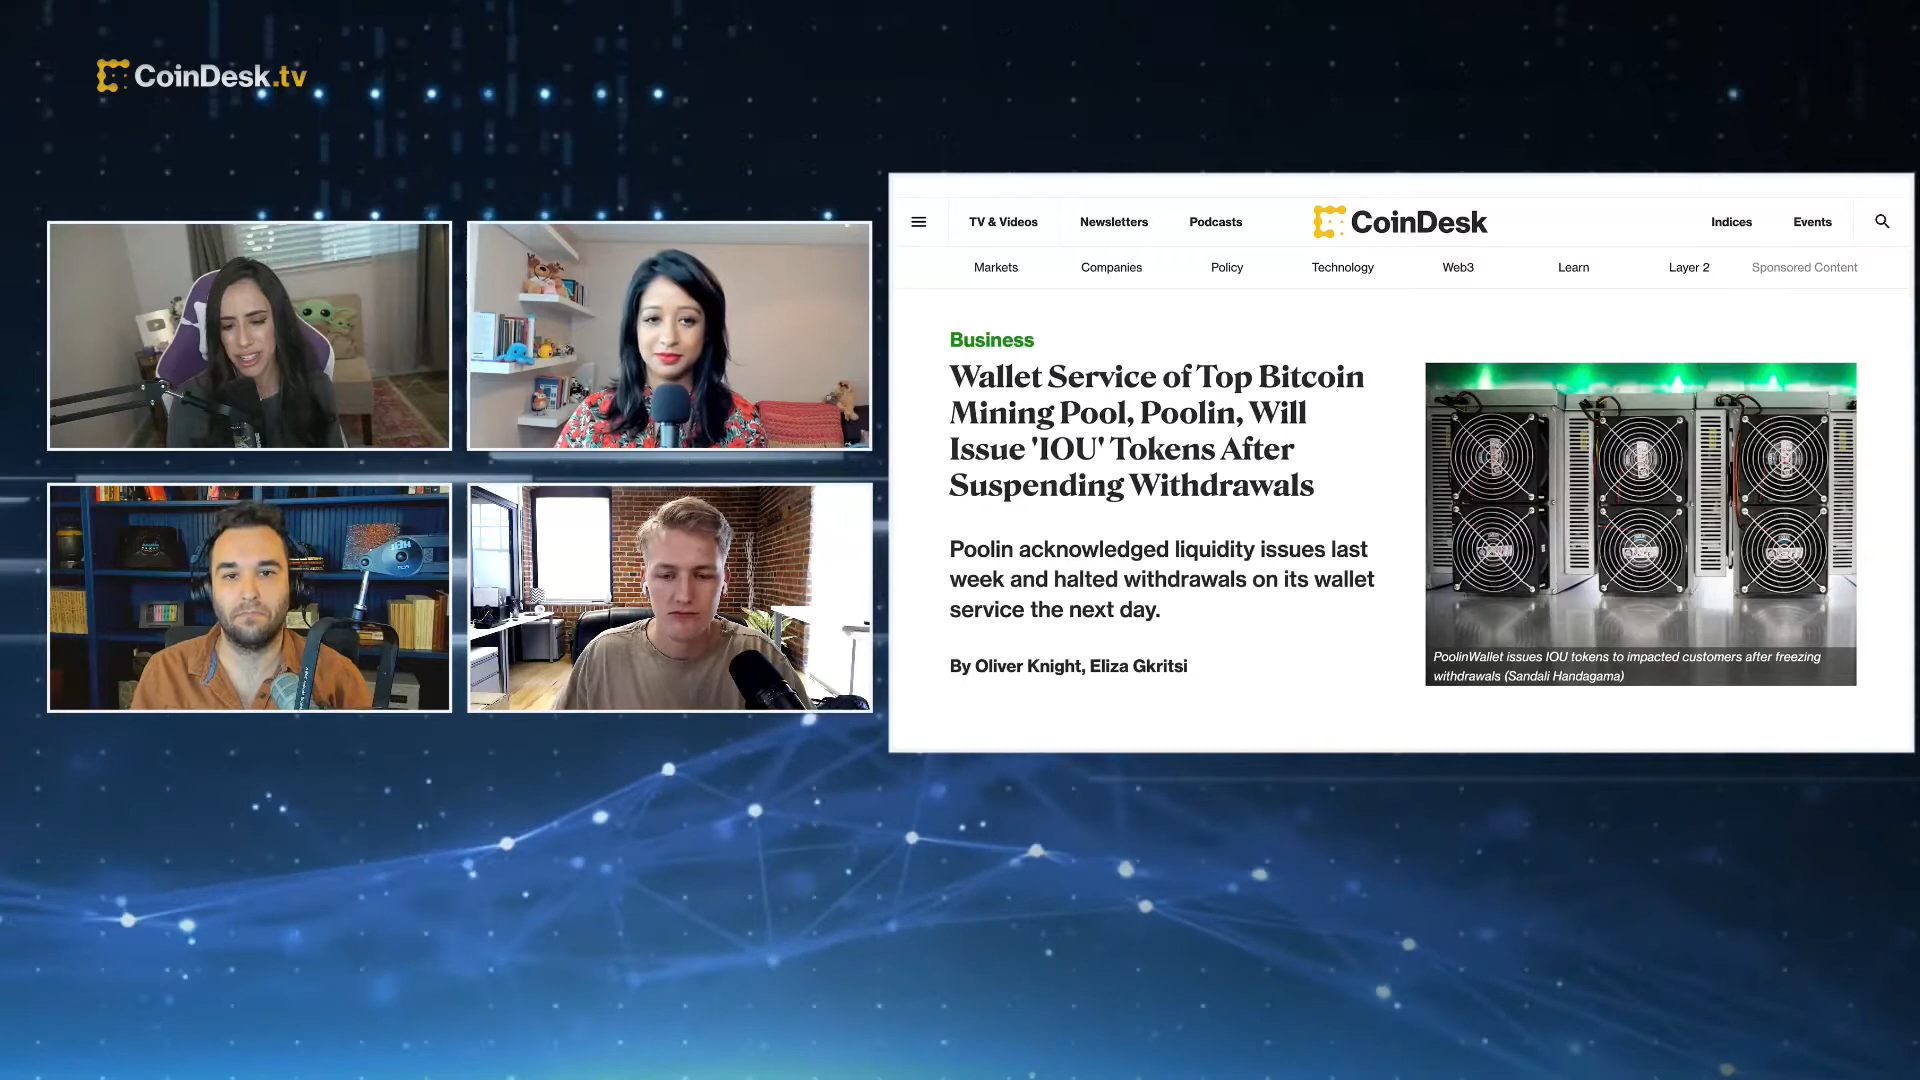 CoinDesk.tv
TV & Videos
Newsletters
Podcasts
CoinDesk
Indices
Events
Markets
Companies
Policy
Technology
Web3
Learn
Layer 2
Sponsored Content
Business
Wallet Service of Top Bitcoin
Mining Pool, Poolin, Will
Issue 'IOU' Tokens After
Suspending Withdrawals
Poolin acknowledged liquidity issues last
week and halted withdrawals on its wallet
service the next day.
By Oliver Knight, Eliza Gkritsi
PoolinWallet issues IOU tokens to impacted customers after freezing
withdrawals (Sandali Handagama)